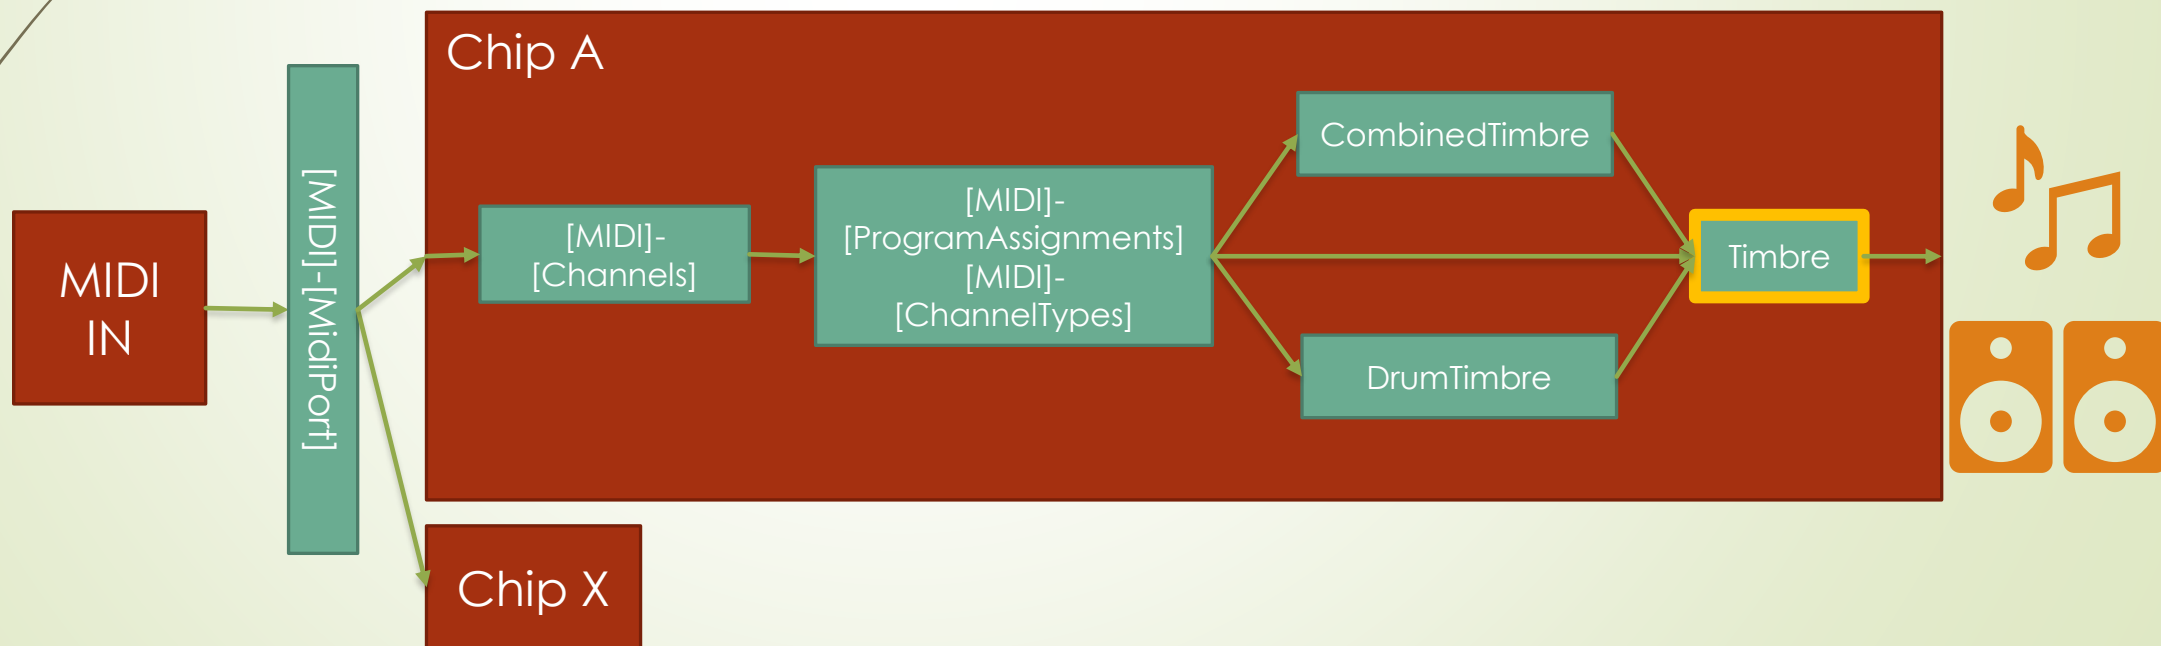 Chip A
MIDI
IN
[MIDI]-[MidiPort]
[MIDI]-
[Channels]
[MIDI]-
[ProgramAssignments]
[MIDI]-
[ChannelTypes]
CombinedTimbre
Timbre
DrumTimbre
Chip X